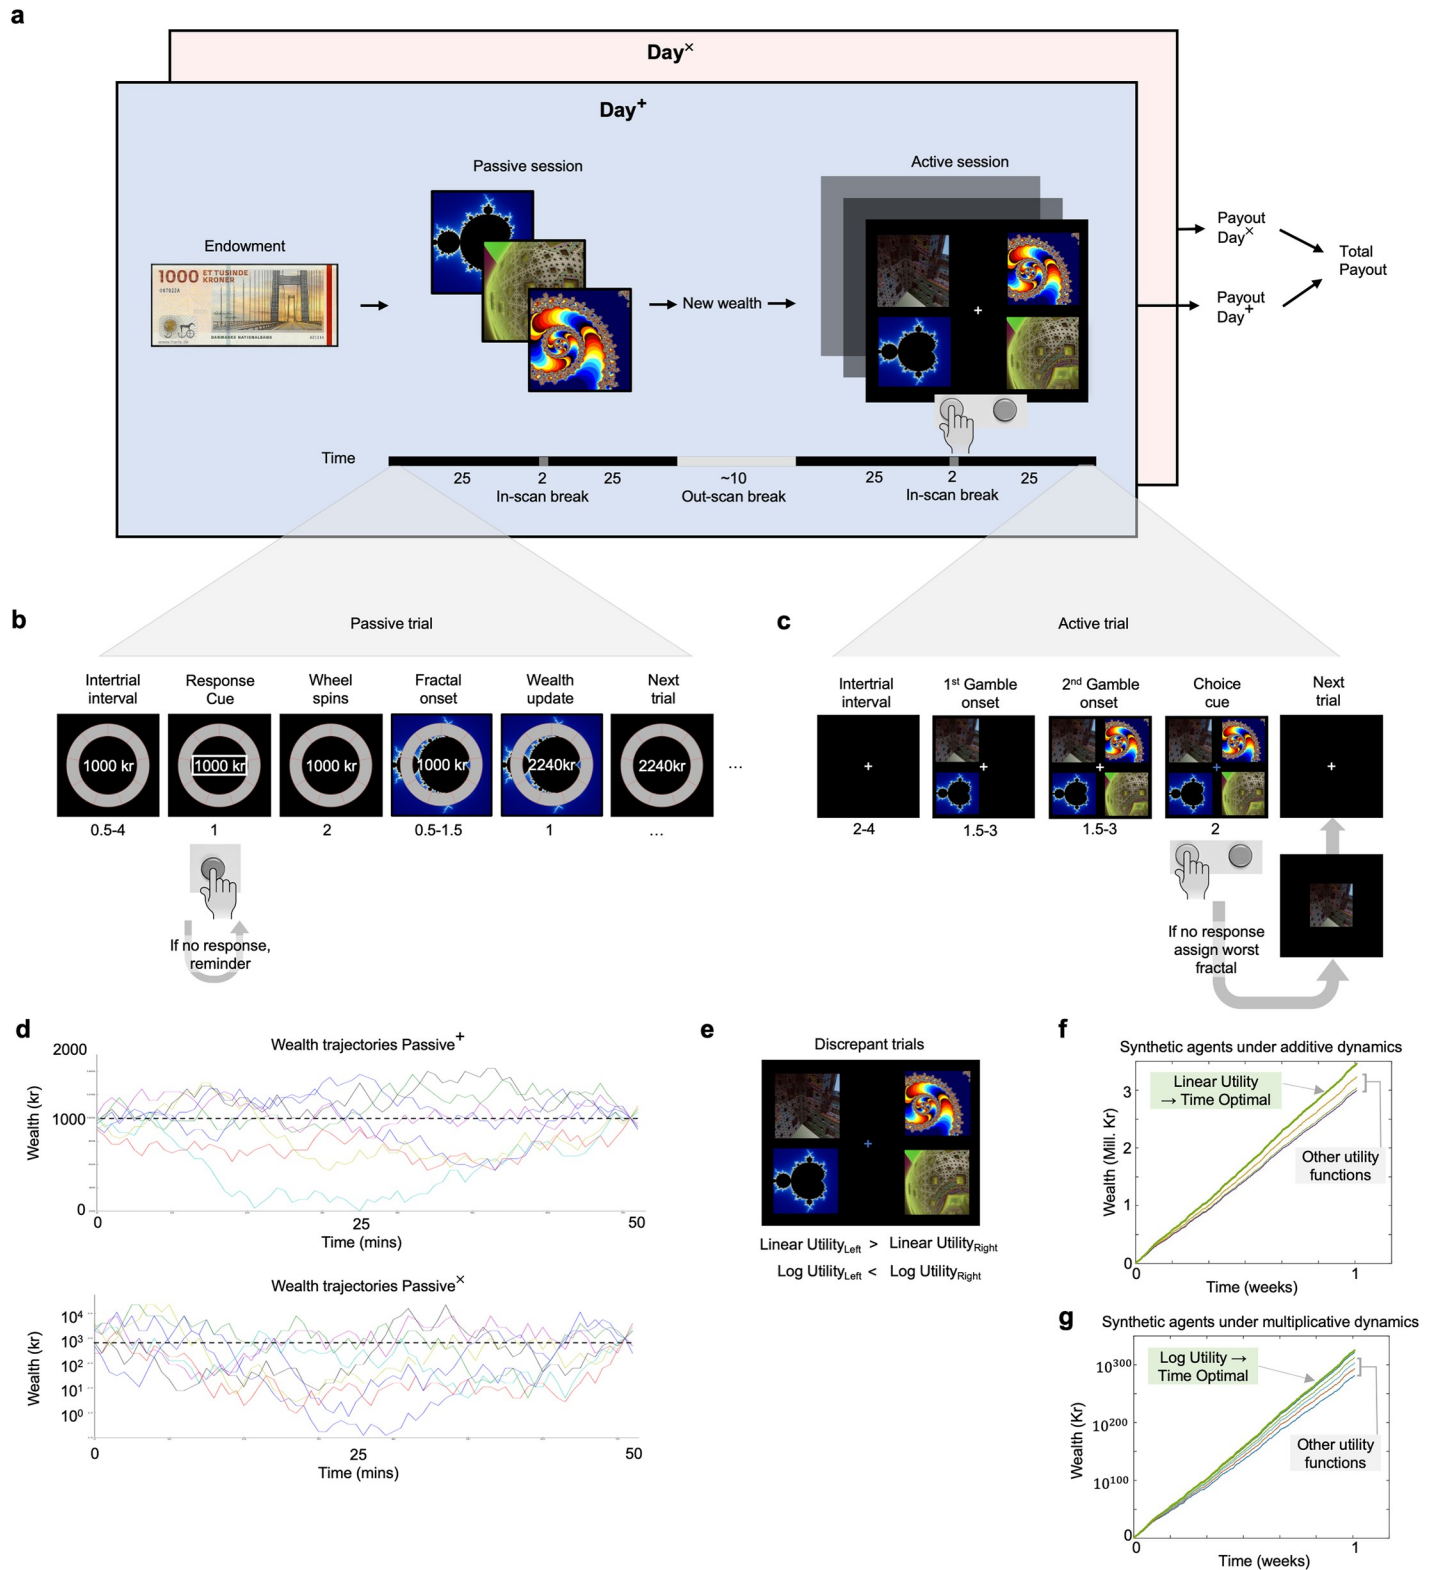 a
Day×
Day+
Passive session
Active session
Endowment
1000 ET TUSINDE
KRONER
DANMARKS NATIONALBANK
New wealth
Payout
Day×
Payout
Day+
Total
Payout
Time
25 2 25 ~10 25 2 25
In-scan break Out-scan break In-scan break
b
Passive trial
Intertrial
interval
Response
Cue
Wheel
spins
Fractal
onset
Wealth
update
Next
trial
1000 kr 1000 kr 1000 kr 1000 kr 2240kr 2240kr ...
0.5-4 1 2 0.5-1.5 1 ...
If no response,
reminder
c
Active trial
Intertrial
interval
1st Gamble
onset
2nd Gamble
onset
Choice
cue
Next
trial
2-4 1.5-3 1.5-3 2
If no response
assign worst
fractal
d
Wealth trajectories Passive+
Wealth (kr)
2000
1000
0
0 25 50
Time (mins)
Wealth trajectories Passive×
Wealth (kr)
10⁴
10³
10²
10¹
10⁰
0 25 50
Time (mins)
e
Discrepant trials
Linear UtilityLeft > Linear UtilityRight
Log UtilityLeft < Log UtilityRight
f
Synthetic agents under additive dynamics
Linear Utility
→ Time Optimal
Other utility
functions
Wealth (Mill. Kr)
3
2
1
0
0 1
Time (weeks)
g
Synthetic agents under multiplicative dynamics
Log Utility →
Time Optimal
Other utility
functions
Wealth (Kr)
10³⁰⁰
10²⁰⁰
10¹⁰⁰
0
0 1
Time (weeks)